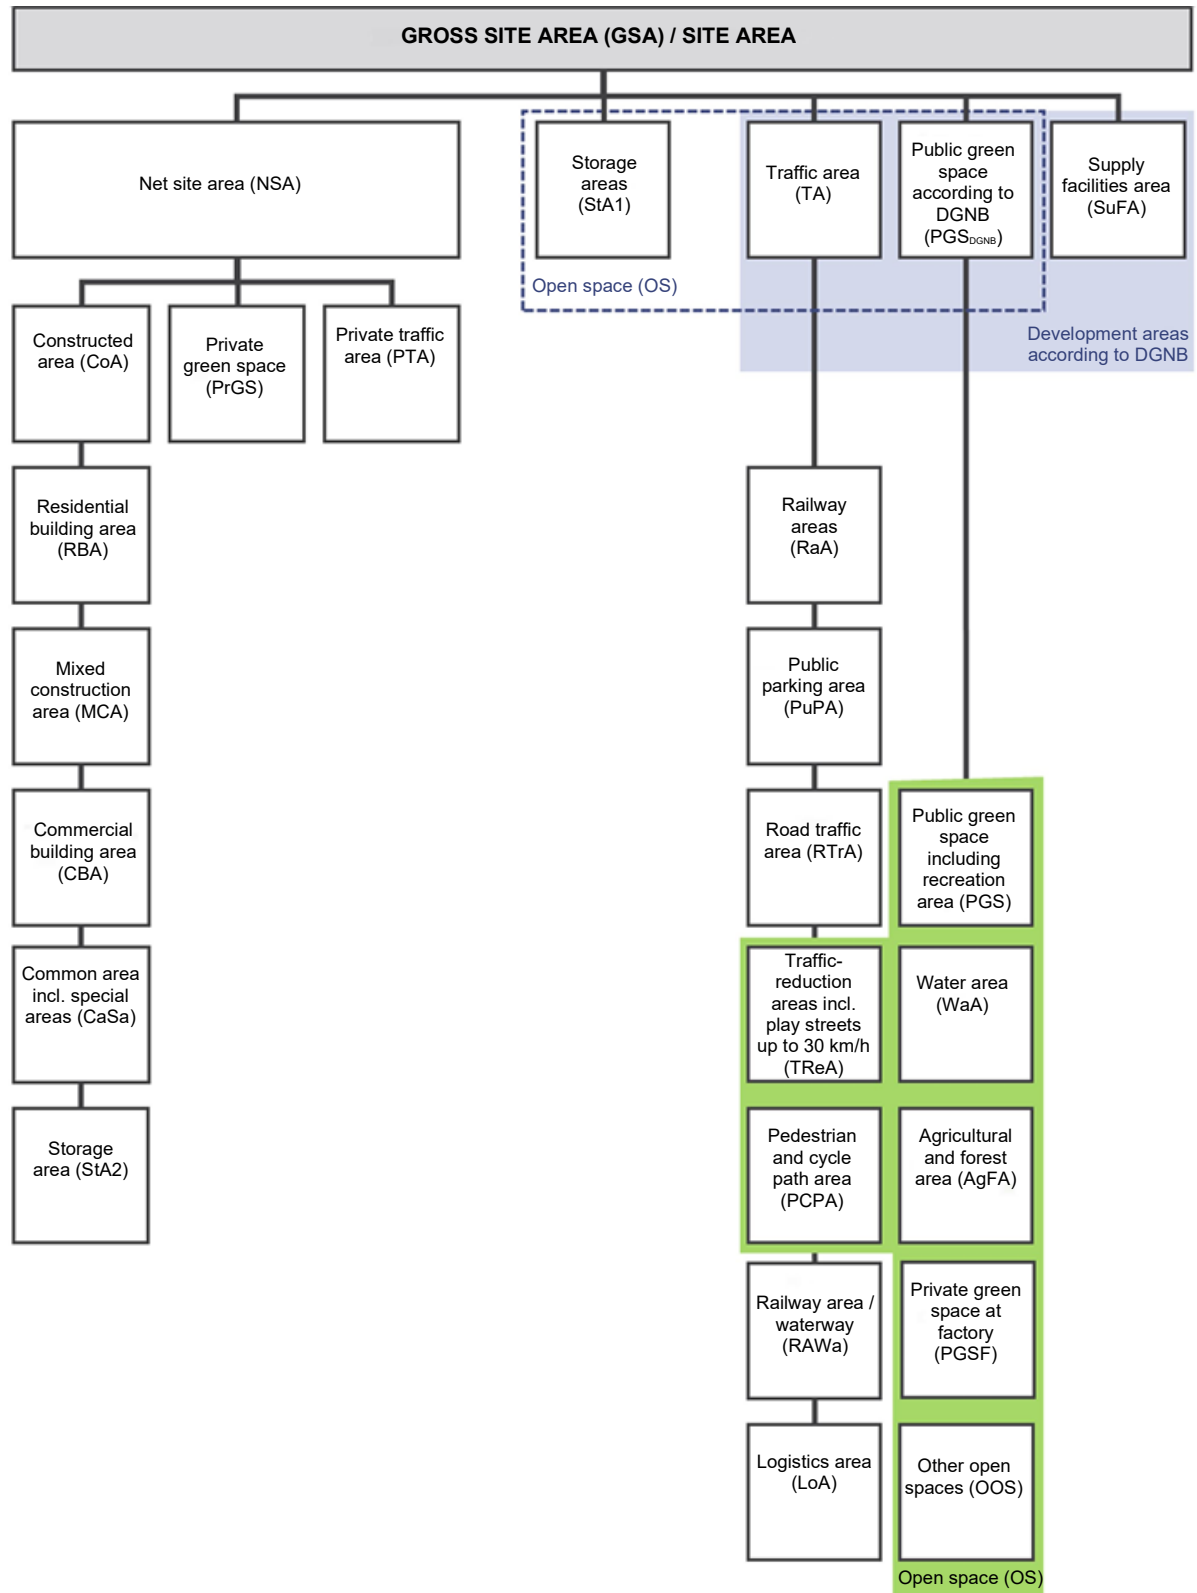 GROSS SITE AREA (GSA) / SITE AREA
Net site area (NSA)
Storage
areas
(StA1)
Traffic area
(TA)
Public green
space
according to
DGNB
(PGSDGNB)
Supply
facilities area
(SuFA)
Open space (OS)
Development areas
according to DGNB
Constructed
area (CoA)
Private
green space
(PrGS)
Private traffic
area (PTA)
Residential
building area
(RBA)
Mixed
construction
area (MCA)
Commercial
building area
(CBA)
Common area
incl. special
areas (CaSa)
Storage
area (StA2)
Railway
areas
(RaA)
Public
parking area
(PuPA)
Road traffic
area (RTrA)
Traffic-
reduction
areas incl.
play streets
up to 30 km/h
(TReA)
Pedestrian
and cycle
path area
(PCPA)
Railway area /
waterway
(RAWa)
Logistics area
(LoA)
Public green
space
including
recreation
area (PGS)
Water area
(WaA)
Agricultural
and forest
area (AgFA)
Private green
space at
factory
(PGSF)
Other open
spaces (OOS)
Open space (OS)